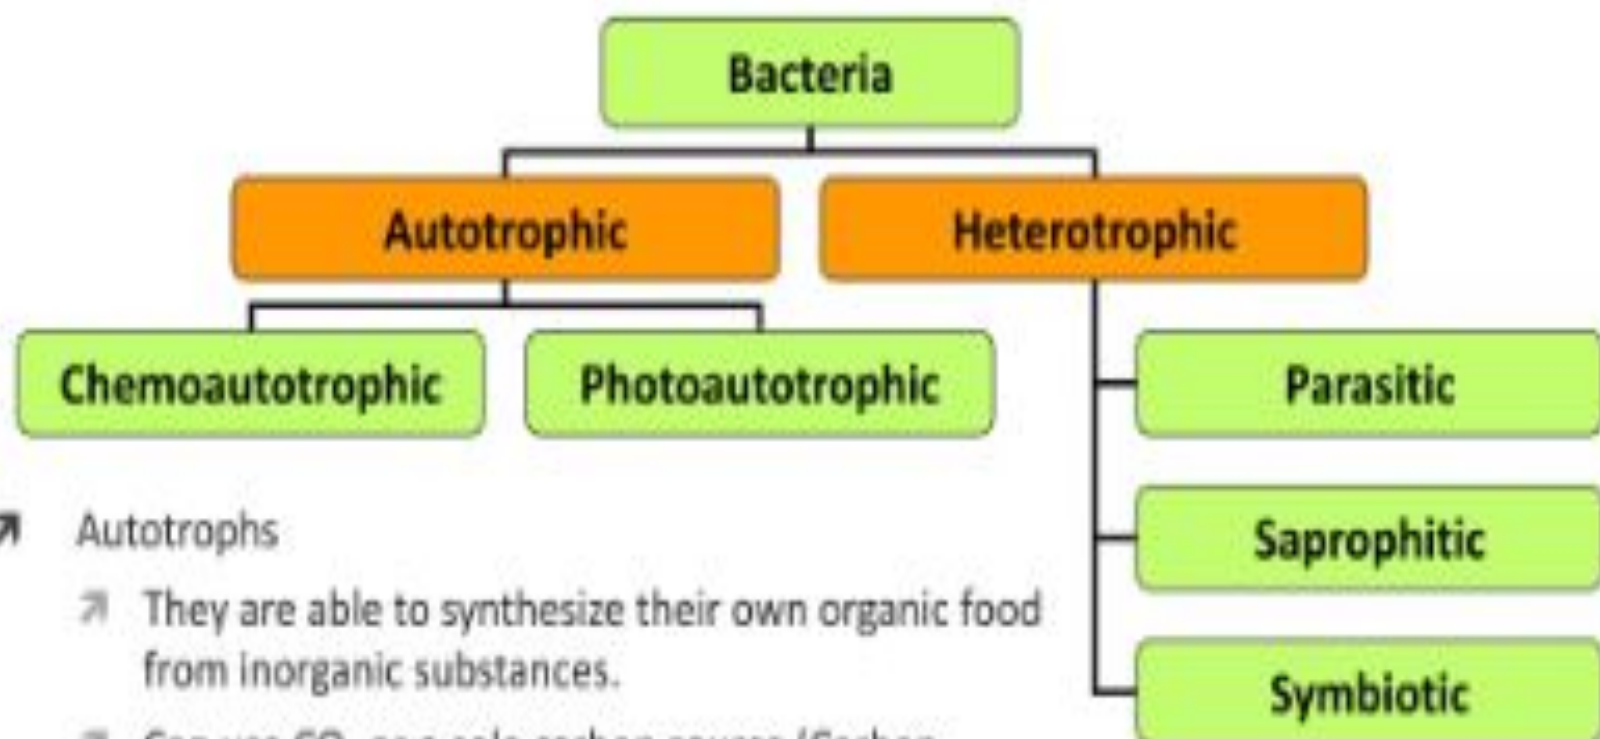 Bacteria
Autotrophic
Heterotrophic
Chemoautotrophic
Photoautotrophic
Parasitic
Saprophitic
Symbiotic
Autotrophs
They are able to synthesize their own organic food
from inorganic substances.